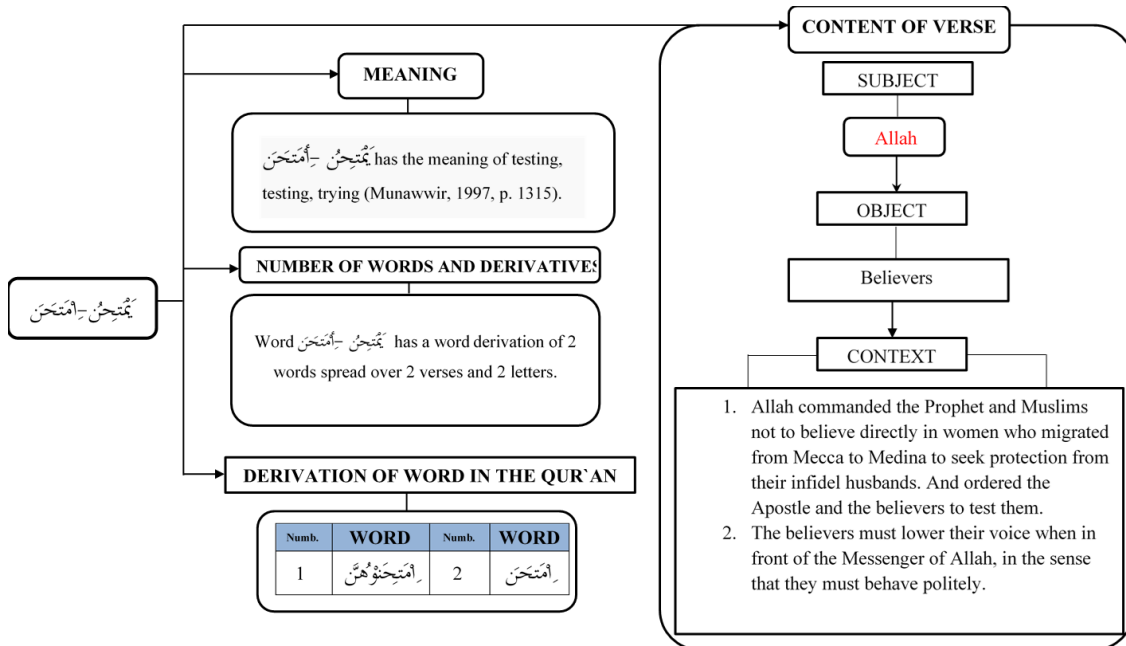 CONTENT OF VERSE
MEANING
SUBJECT
Allah
يَمْتَحِنُ -أِمْتَحَنَ has the meaning of testing,
testing, trying (Munawwir, 1997, p. 1315).
OBJECT
NUMBER OF WORDS AND DERIVATIVES
Believers
يَمْتَحِنُ -اِمْتَحَنَ
Word يَمْتَحِنُ -أِمْتَحَنَ has a word derivation of 2
words spread over 2 verses and 2 letters.
CONTEXT
1. Allah commanded the Prophet and Muslims
not to believe directly in women who migrated
from Mecca to Medina to seek protection from
their infidel husbands. And ordered the
Apostle and the believers to test them.
2. The believers must lower their voice when in
front of the Messenger of Allah, in the sense
that they must behave politely.
DERIVATION OF WORD IN THE QUR`AN
Numb. WORD Numb. WORD
1 اِمْتَحِنُوْهُنَّ 2 اِمْتَحَنَ